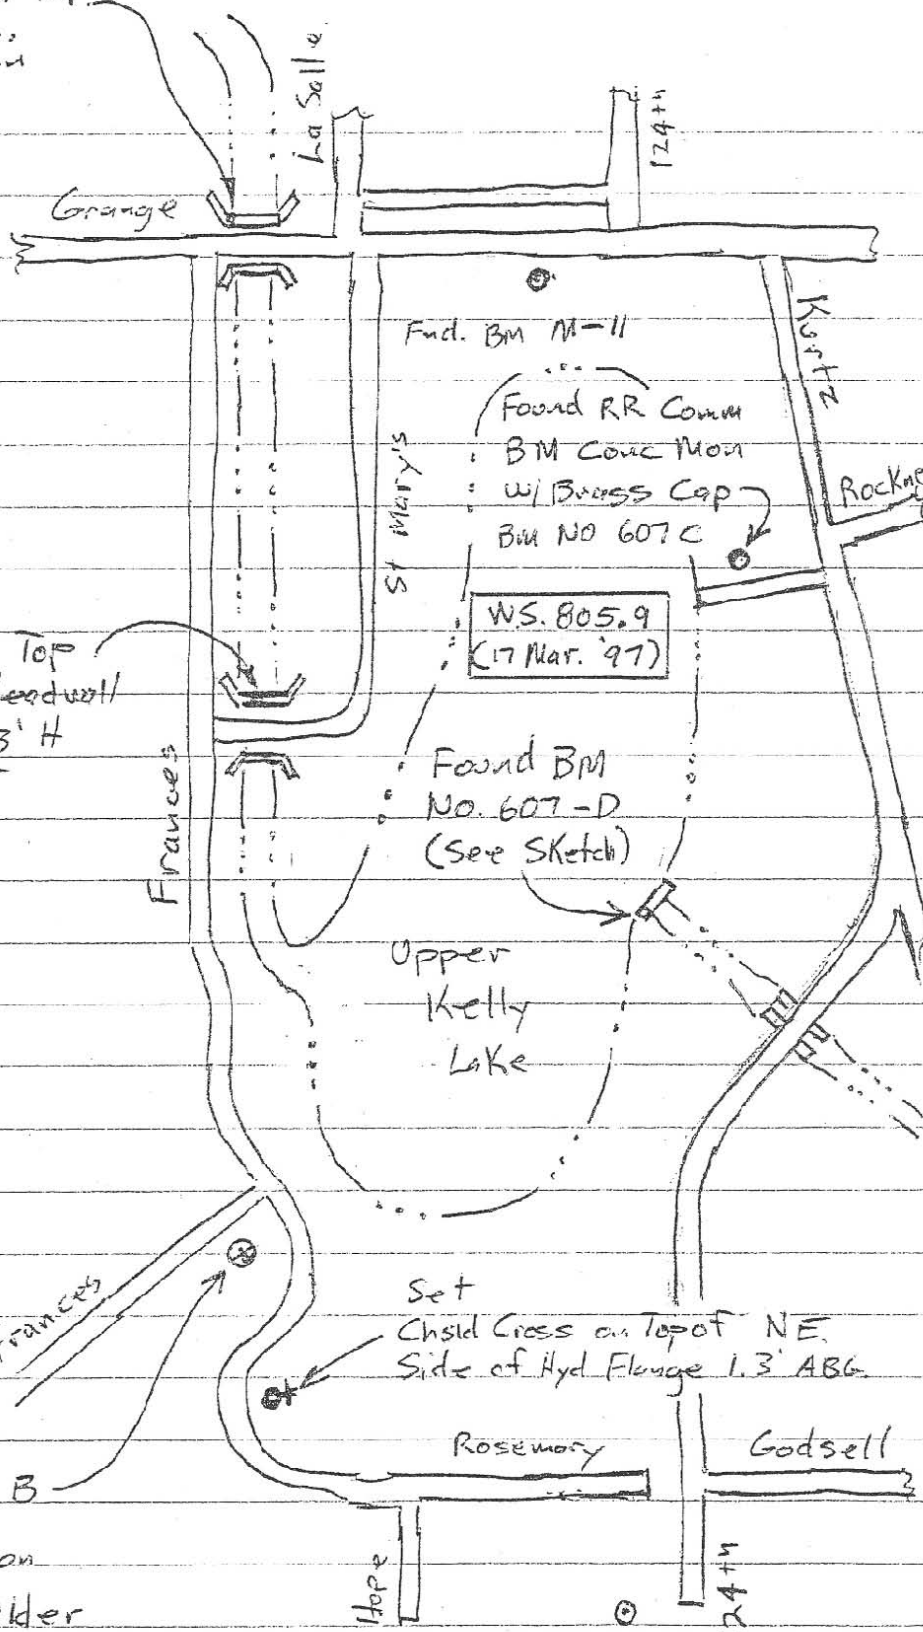 La Salle
124th
Grange
Kurtz
Fnd. BM M-11
Found RR Comm
BM Conc Mon
w/ Brass Cap
BM NO 607 C
Rockne
St Mary's
W.S. 805.9
(17 Mar. '97)
Top
eadwall
3' H
Frances
Found BM
No. 607-D
(See Sketch)
Upper
Kelly
Lake
Frances
Set
Chsld Cross on Top of NE.
Side of Hyd Flange 1.3' ABG.
Rosemary
Godsell
B
on
lder
Hope
24th